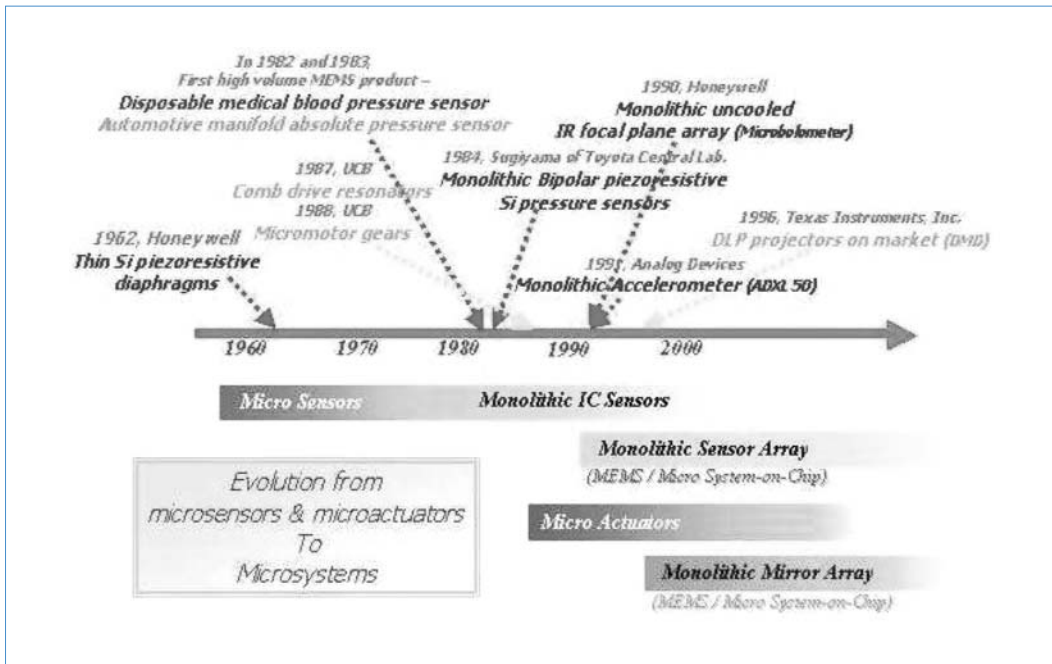 In 1982 and 1983,
First high volume MEMS product –
Disposable medical blood pressure sensor
Automotive manifold absolute pressure sensor
1990, Honeywell
Monolithic uncooled
IR focal plane array (Microbolometer)
1987, UCB
Comb drive resonators
1988, UCB
Micromotor gears
1984, Sugiyama of Toyota Central Lab.
Monolithic Bipolar piezoresistive
Si pressure sensors
1962, Honeywell
Thin Si piezoresistive
diaphragms
1996, Texas Instruments, Inc.
DLP projectors on market (DMD)
1991, Analog Devices
Monolithic Accelerometer (ADXL 50)
1960 1970 1980 1990 2000
Micro Sensors Monolithic IC Sensors
Monolithic Sensor Array
(MEMS / Micro System-on-Chip)
Evolution from
microsensors & microactuators
To
Microsystems
Micro Actuators
Monolithic Mirror Array
(MEMS / Micro System-on-Chip)